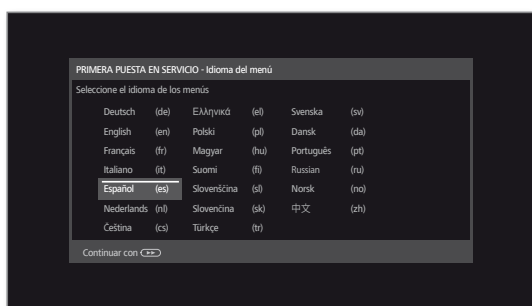 PRIMERA PUESTA EN SERVICIO - Idioma del menú
Seleccione el idioma de los menús
Deutsch (de) Ελληνικά (el) Svenska (sv)
English (en) Polski (pl) Dansk (da)
Français (fr) Magyar (hu) Português (pt)
Italiano (it) Suomi (fi) Russian (ru)
Español (es) Slovenščina (sl) Norsk (no)
Nederlands (nl) Slovenčina (sk) 中文 (zh)
Čeština (cs) Türkçe (tr)
Continuar con